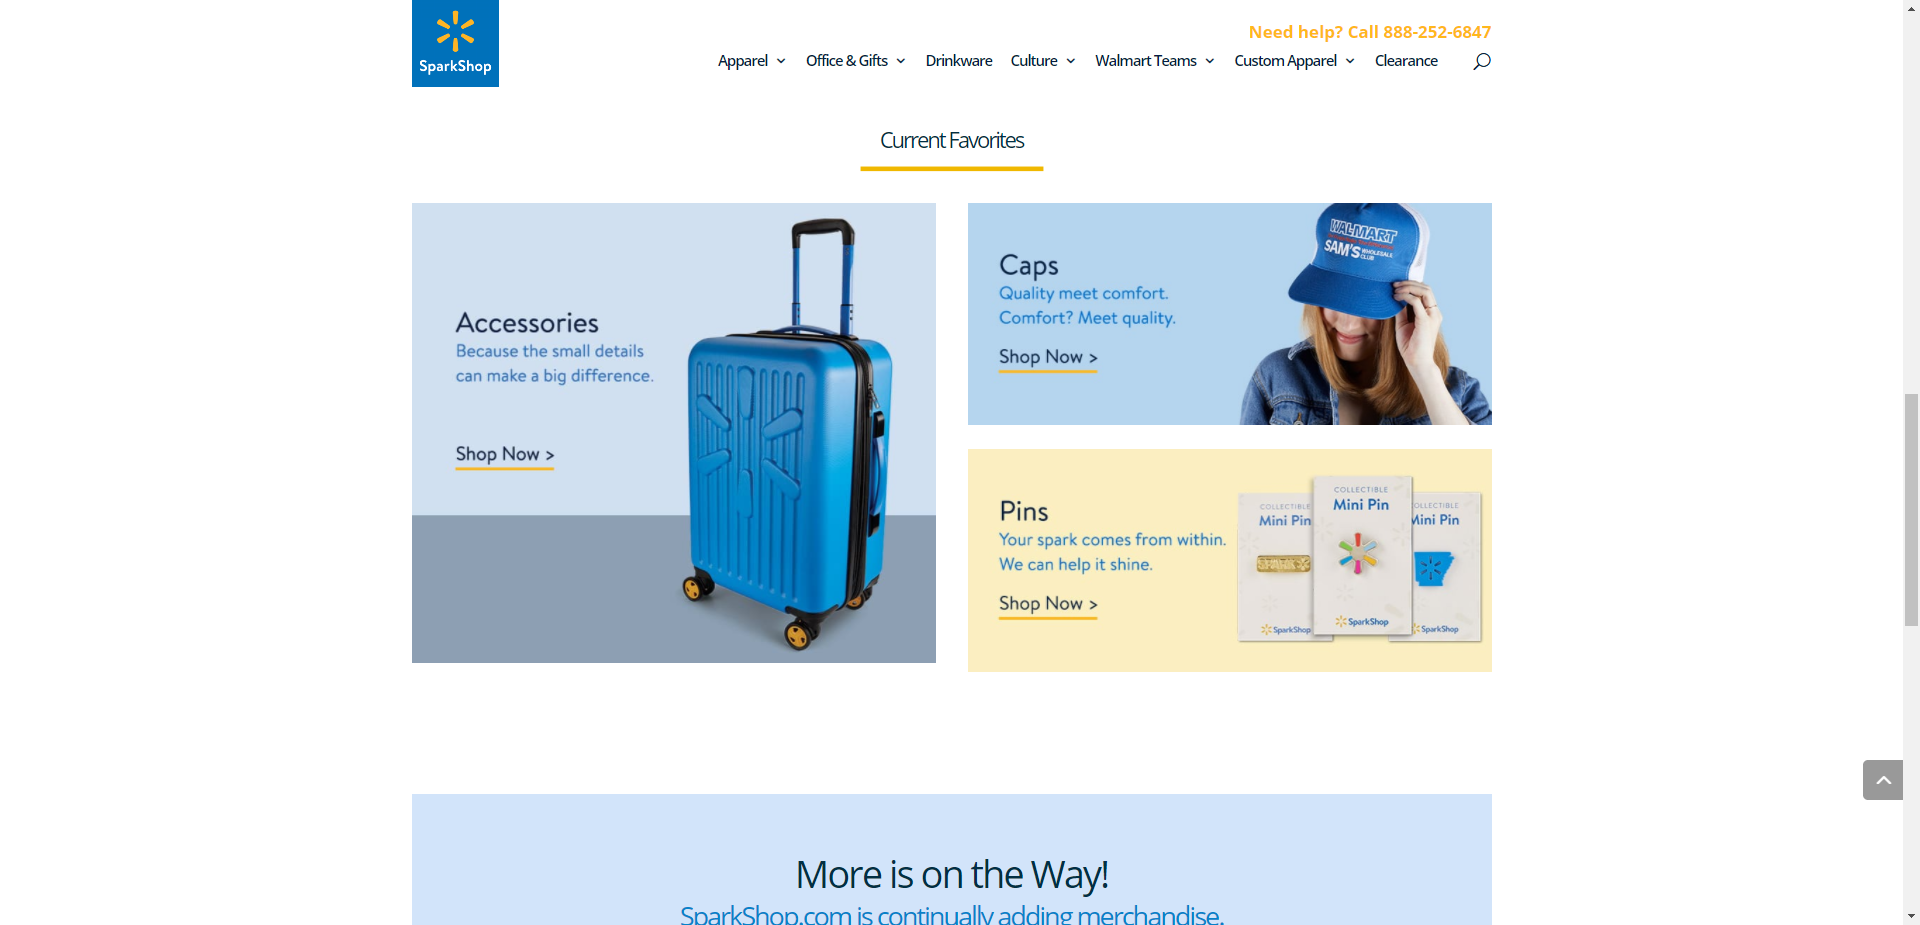 SparkShop
Need help? Call 888-252-6847
Apparel
Office & Gifts
Drinkware
Culture
Walmart Teams
Custom Apparel
Clearance
Current Favorites
Accessories
Because the small details
can make a big difference.
Shop Now >
Caps
Quality meet comfort.
Comfort? Meet quality.
Shop Now >
WAL-MART
SAM'S WHOLESALE
CLUB
Pins
Your spark comes from within.
We can help it shine.
Shop Now >
COLLECTIBLE
Mini Pin
SparkShop
COLLECTIBLE
Mini Pin
SparkShop
OLLECTIBLE
Mini Pin
SparkShop
More is on the Way!
SparkShop.com is continually adding merchandise.